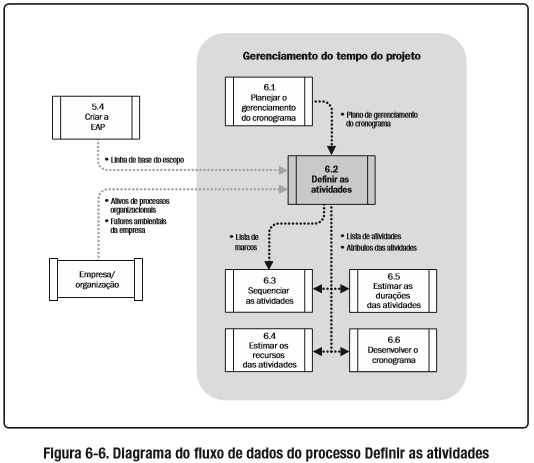 Gerenciamento do tempo do projeto
6.1
Planejar o
gerenciamento
do cronograma
5.4
Criar a
EAP
• Plano de gerenciamento
do cronograma
• Linha de base do escopo
6.2
Definir as
atividades
• Ativos de processos
organizacionais
• Fatores ambientais
da empresa
• Lista de
marcos
• Lista de atividades
• Atributos das atividades
Empresa/
organização
6.3
Sequenciar
as atividades
6.5
Estimar as
durações
das atividades
6.4
Estimar os
recursos
das atividades
6.6
Desenvolver o
cronograma
Figura 6-6. Diagrama do fluxo de dados do processo Definir as atividades